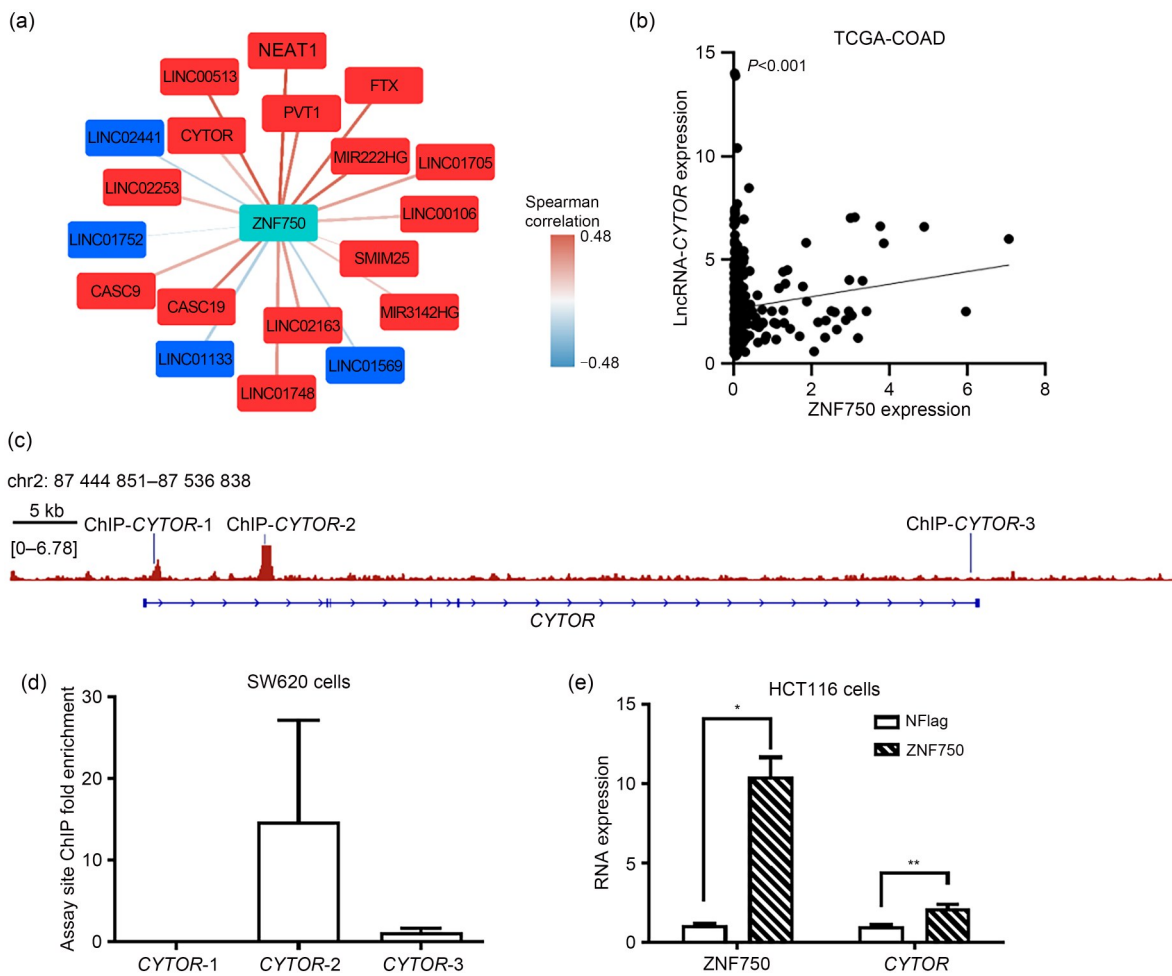 (a)
NEAT1
LINC00513
FTX
PVT1
CYTOR
LINC02441
MIR222HG
LINC01705
LINC02253
LINC00106
ZNF750
LINC01752
SMIM25
CASC9
CASC19
MIR3142HG
LINC02163
LINC01133
LINC01569
LINC01748
Spearman
correlation
0.48
−0.48
(b)
TCGA-COAD
P<0.001
LncRNA-CYTOR expression
15
10
5
0
0 2 4 6 8
ZNF750 expression
(c)
chr2: 87 444 851–87 536 838
5 kb
ChIP-CYTOR-1
ChIP-CYTOR-2
ChIP-CYTOR-3
[0–6.78]
CYTOR
(d)
SW620 cells
Assay site ChIP fold enrichment
30
20
10
0
CYTOR-1 CYTOR-2 CYTOR-3
(e)
HCT116 cells
RNA expression
15
10
5
0
*
**
NFlag
ZNF750
ZNF750 CYTOR